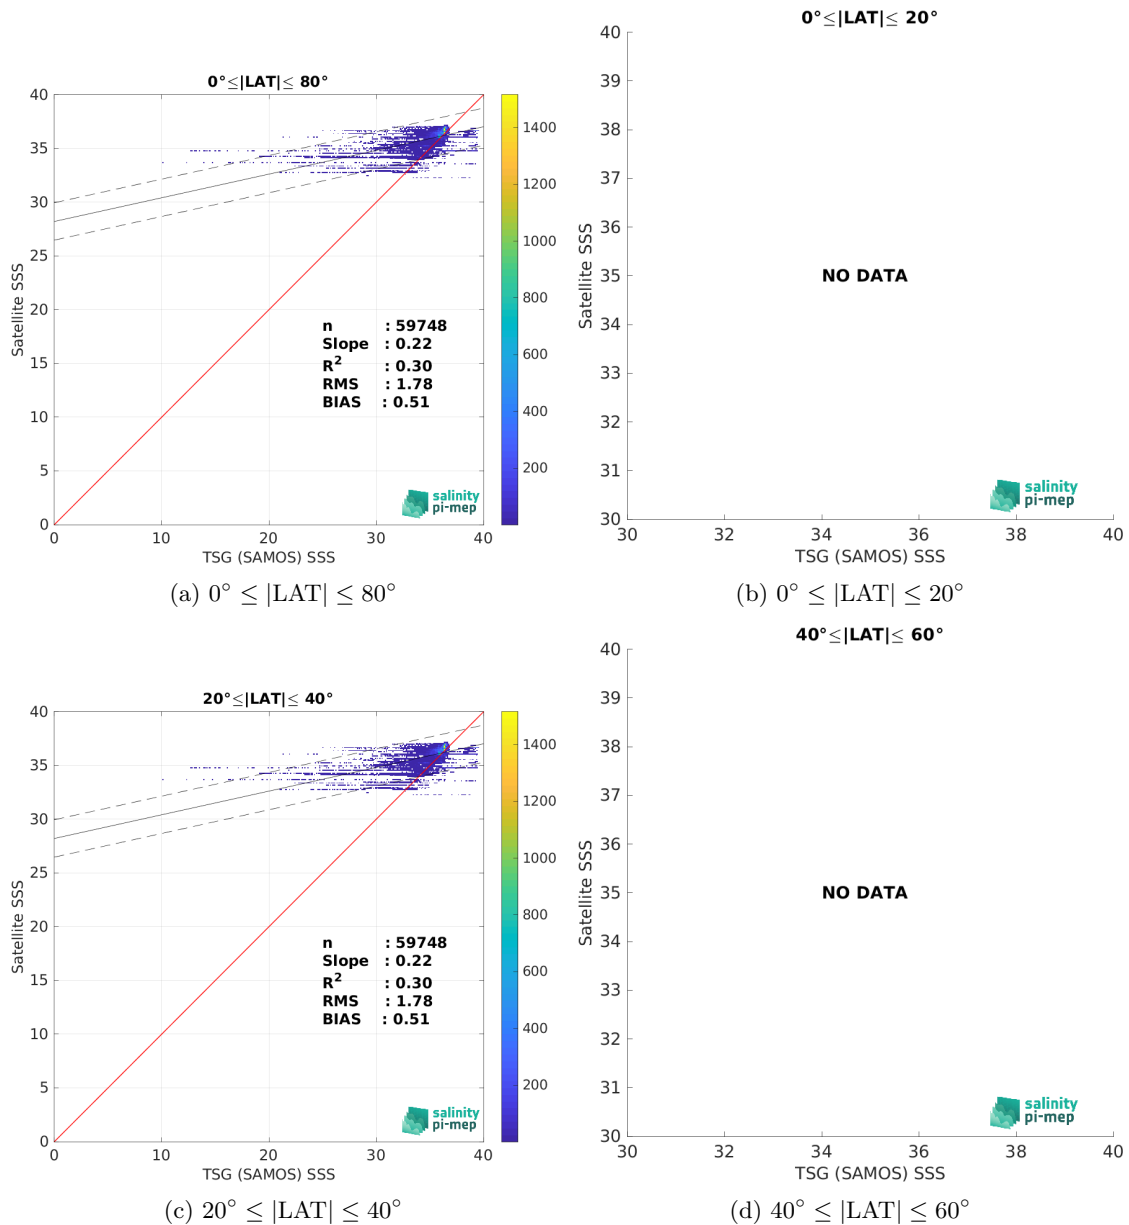 0°≤|LAT|≤ 80°
40
35
30
25
20
15
10
5
0
0
10
20
30
40
Satellite SSS
TSG (SAMOS) SSS
n : 59748
Slope : 0.22
R² : 0.30
RMS : 1.78
BIAS : 0.51
salinity
pi-mep
1400
1200
1000
800
600
400
200
(a) 0° ≤ |LAT| ≤ 80°
0°≤|LAT|≤ 20°
40
39
38
37
36
35
34
33
32
31
30
30
32
34
36
38
40
Satellite SSS
TSG (SAMOS) SSS
NO DATA
salinity
pi-mep
(b) 0° ≤ |LAT| ≤ 20°
20°≤|LAT|≤ 40°
40
35
30
25
20
15
10
5
0
0
10
20
30
40
Satellite SSS
TSG (SAMOS) SSS
n : 59748
Slope : 0.22
R² : 0.30
RMS : 1.78
BIAS : 0.51
salinity
pi-mep
1400
1200
1000
800
600
400
200
(c) 20° ≤ |LAT| ≤ 40°
40°≤|LAT|≤ 60°
40
39
38
37
36
35
34
33
32
31
30
30
32
34
36
38
40
Satellite SSS
TSG (SAMOS) SSS
NO DATA
salinity
pi-mep
(d) 40° ≤ |LAT| ≤ 60°